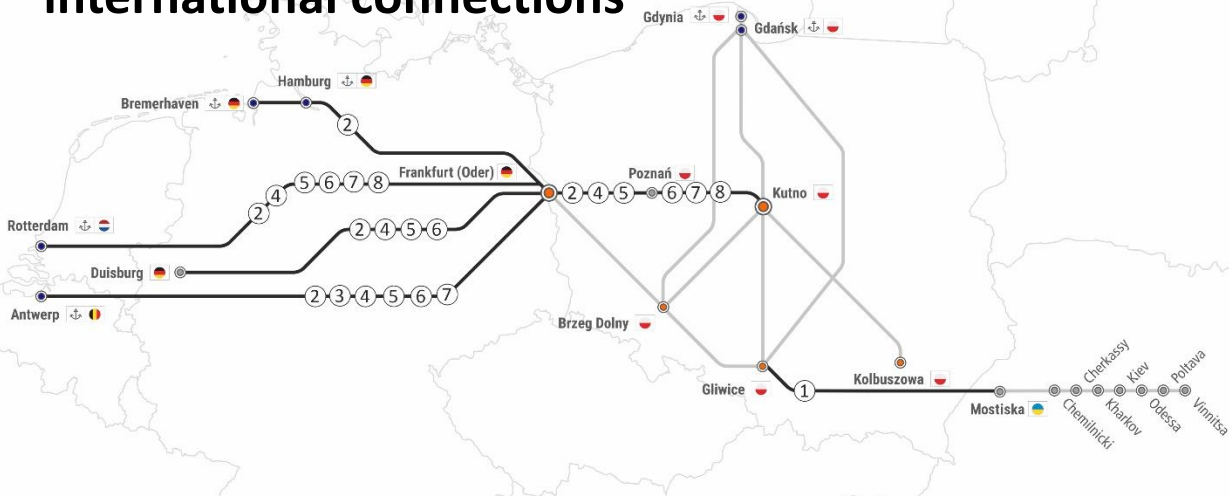 international connections
Gdynia
Gdańsk
Hamburg
Bremerhaven
2
5 6 7 8
Frankfurt (Oder)
Poznań
2 4 5 6 7 8
Kutno
4
2
Rotterdam
2 4 5 6
Duisburg
2 3 4 5 6 7
Antwerp
Brzeg Dolny
Gliwice
1
Kolbuszowa
Mostiska
Cherkassy
Kiev
Połtava
Chemilnicki
Kharkov
Odessa
Vinnitsa